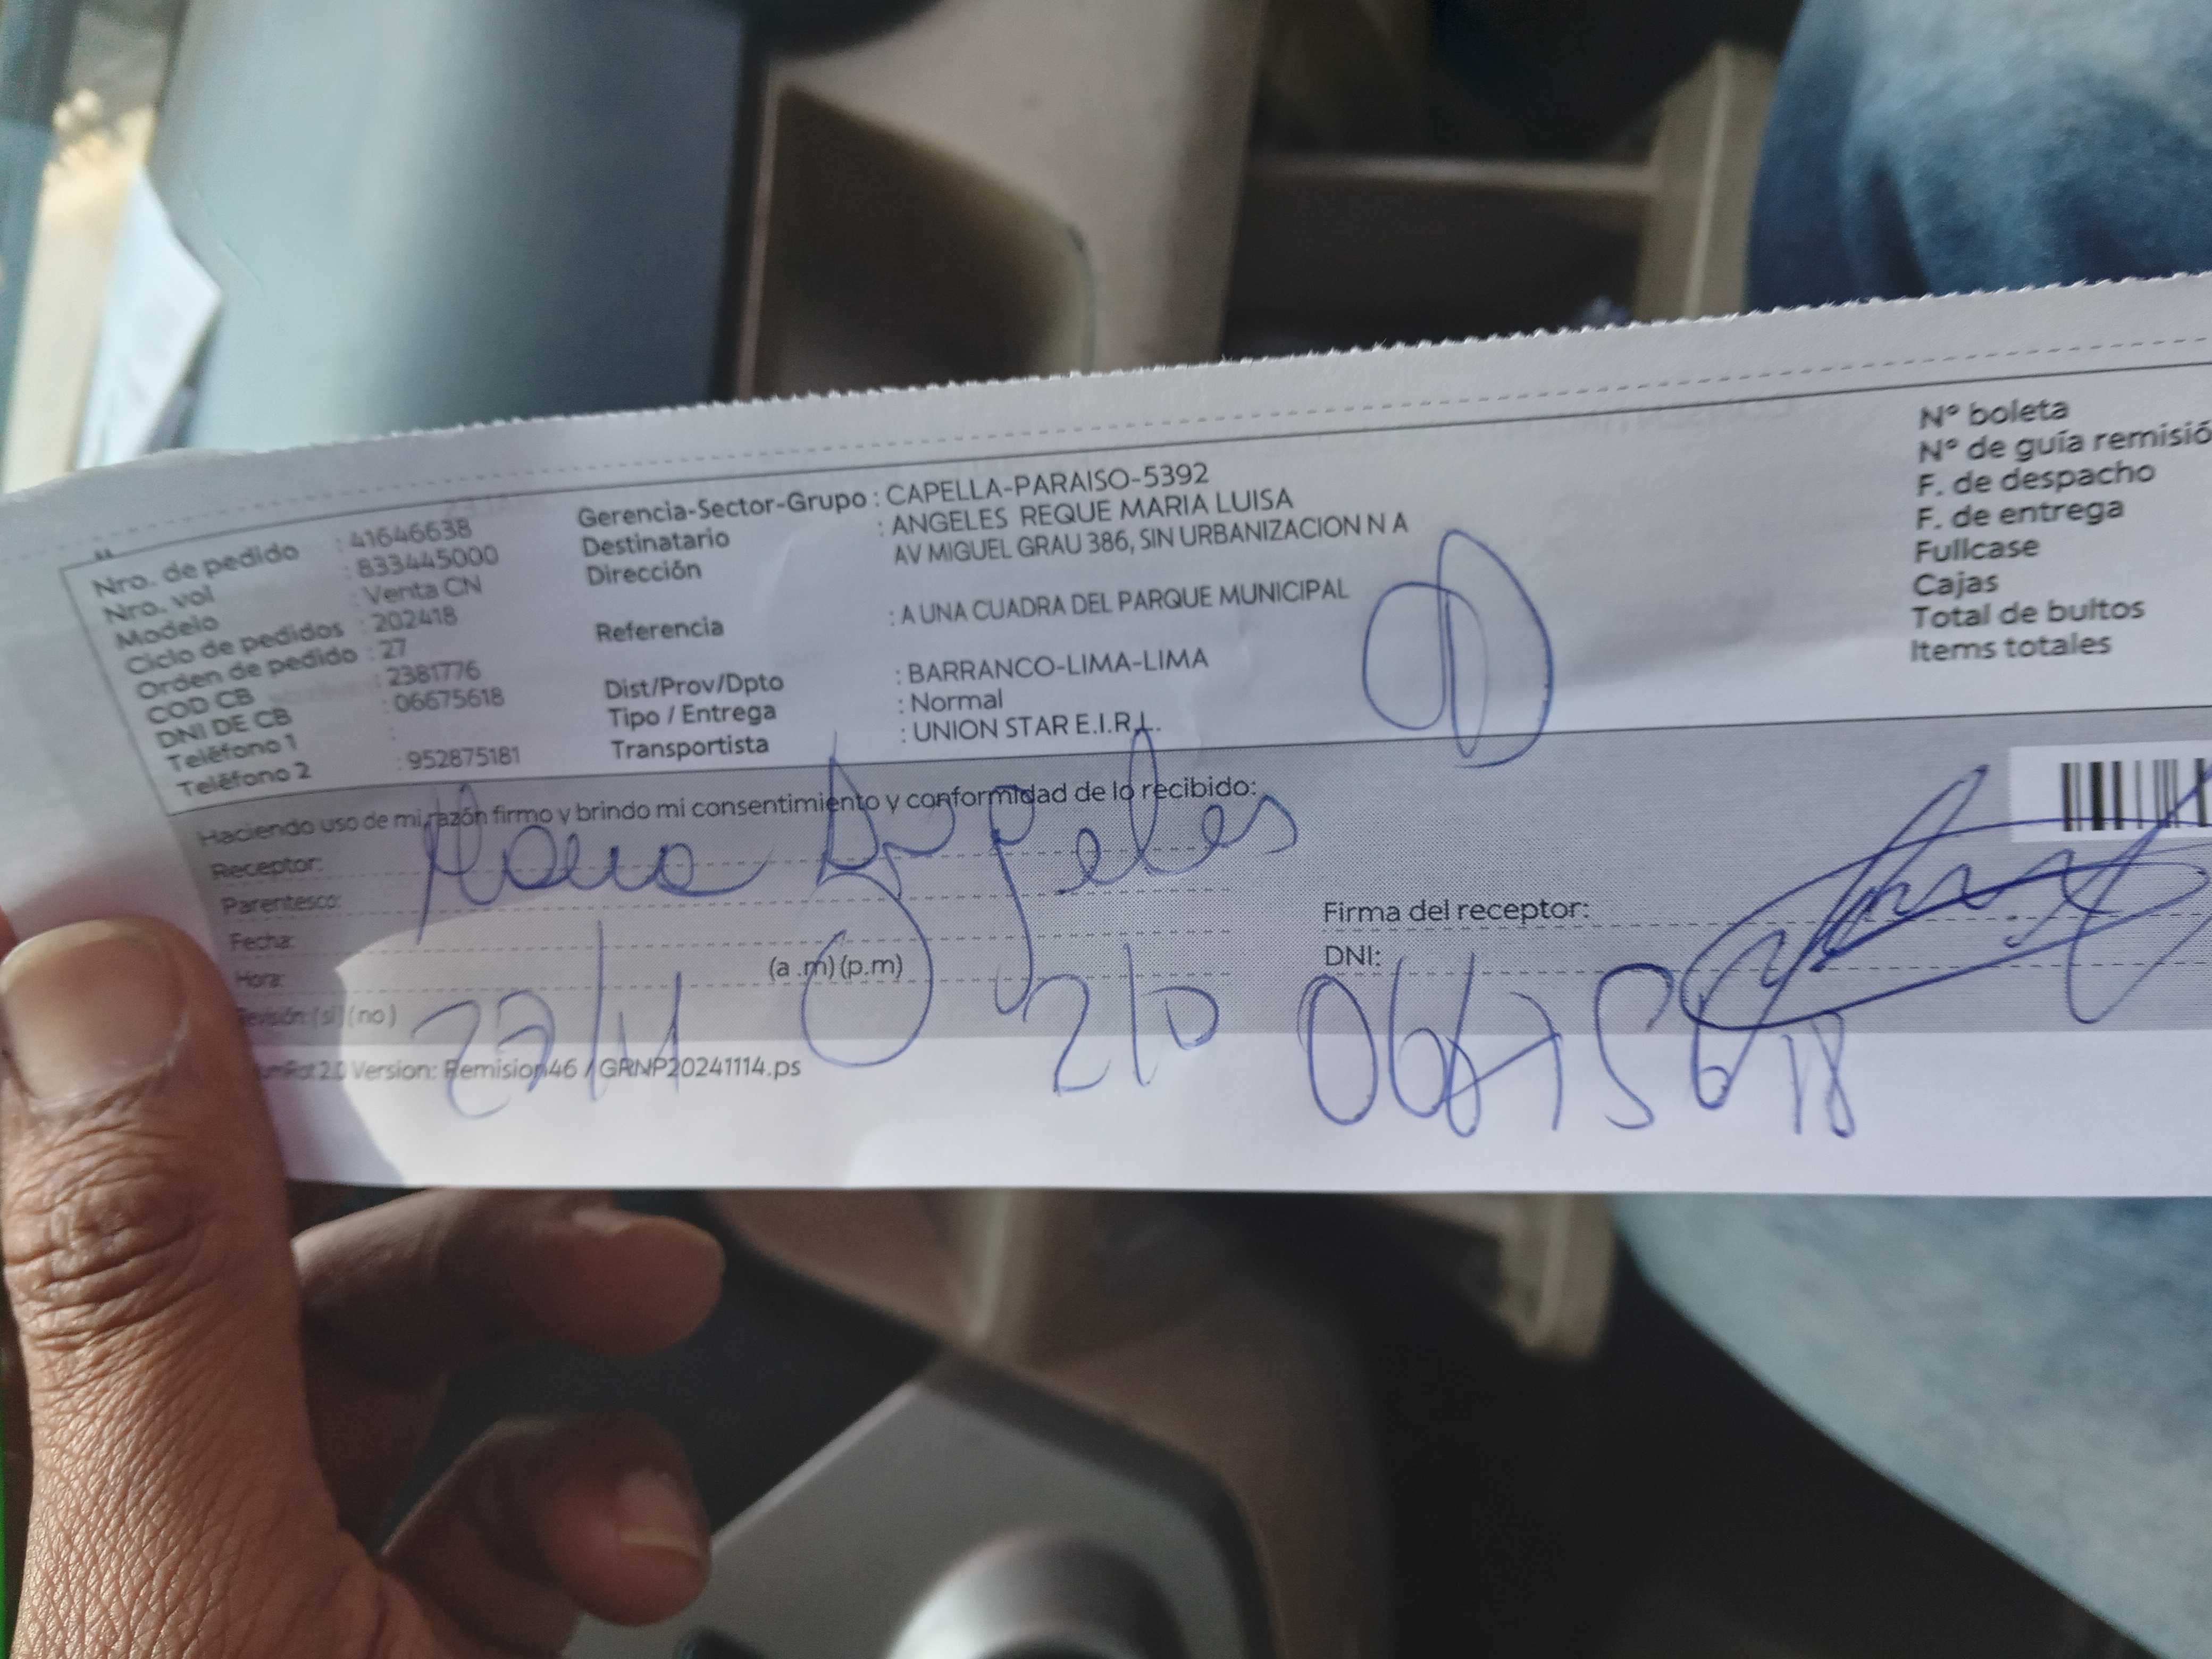 Nro. de pedido : 41646638
Nro. vol : 833445000
Modelo : Venta CN
Ciclo de pedidos : 202418
Orden de pedido : 27
COD CB : 2381776
DNI DE CB : 06675618
Teléfono 1 :
Teléfono 2 : 952875181
Gerencia-Sector-Grupo : CAPELLA-PARAISO-5392
Destinatario : ANGELES REQUE MARIA LUISA
Dirección AV MIGUEL GRAU 386, SIN URBANIZACION N A
Referencia : A UNA CUADRA DEL PARQUE MUNICIPAL
Dist/Prov/Dpto : BARRANCO-LIMA-LIMA
Tipo / Entrega : Normal
Transportista : UNION STAR E.I.R.L.
N° boleta
N° de guía remisió
F. de despacho
F. de entrega
Fullcase
Cajas
Total de bultos
Items totales
Haciendo uso de mi razón firmo y brindo mi consentimiento y conformidad de lo recibido:
Receptor: Maria Angeles
Parentesco:
Fecha:
Hora: (a .m) (p.m)
Revisión: (si) (no)
27/11
Firma del receptor:
DNI: 06675618
2.0 Version: Remision46 / GRNP20241114.ps